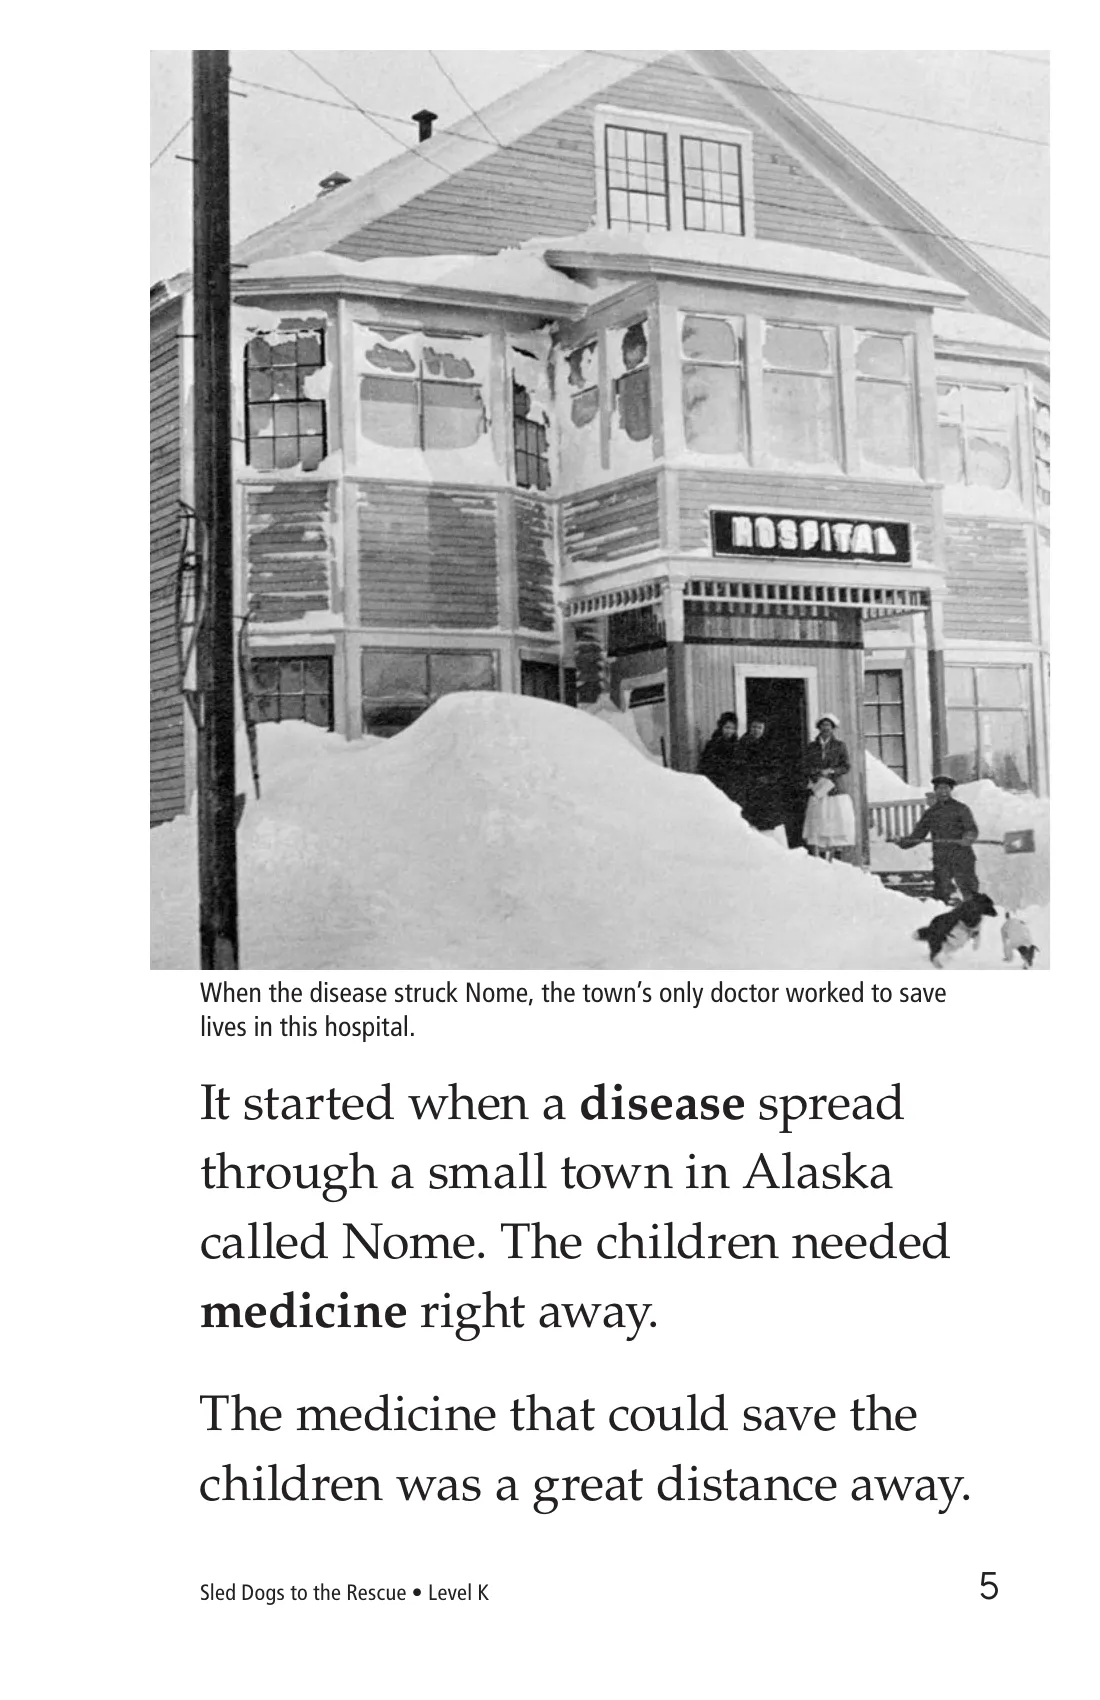 HOSPITAL
When the disease struck Nome, the town’s only doctor worked to save
lives in this hospital.
It started when a disease spread
through a small town in Alaska
called Nome. The children needed
medicine right away.
The medicine that could save the
children was a great distance away.
Sled Dogs to the Rescue • Level K
5